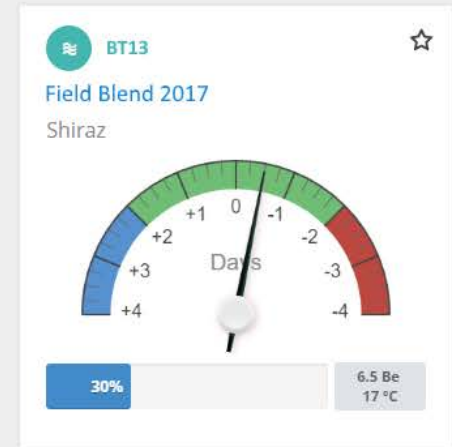 BT13
Field Blend 2017
Shiraz
+4
+3
+2
+1
0
-1
-2
-3
-4
Days
30%
6.5 Be
17 °C